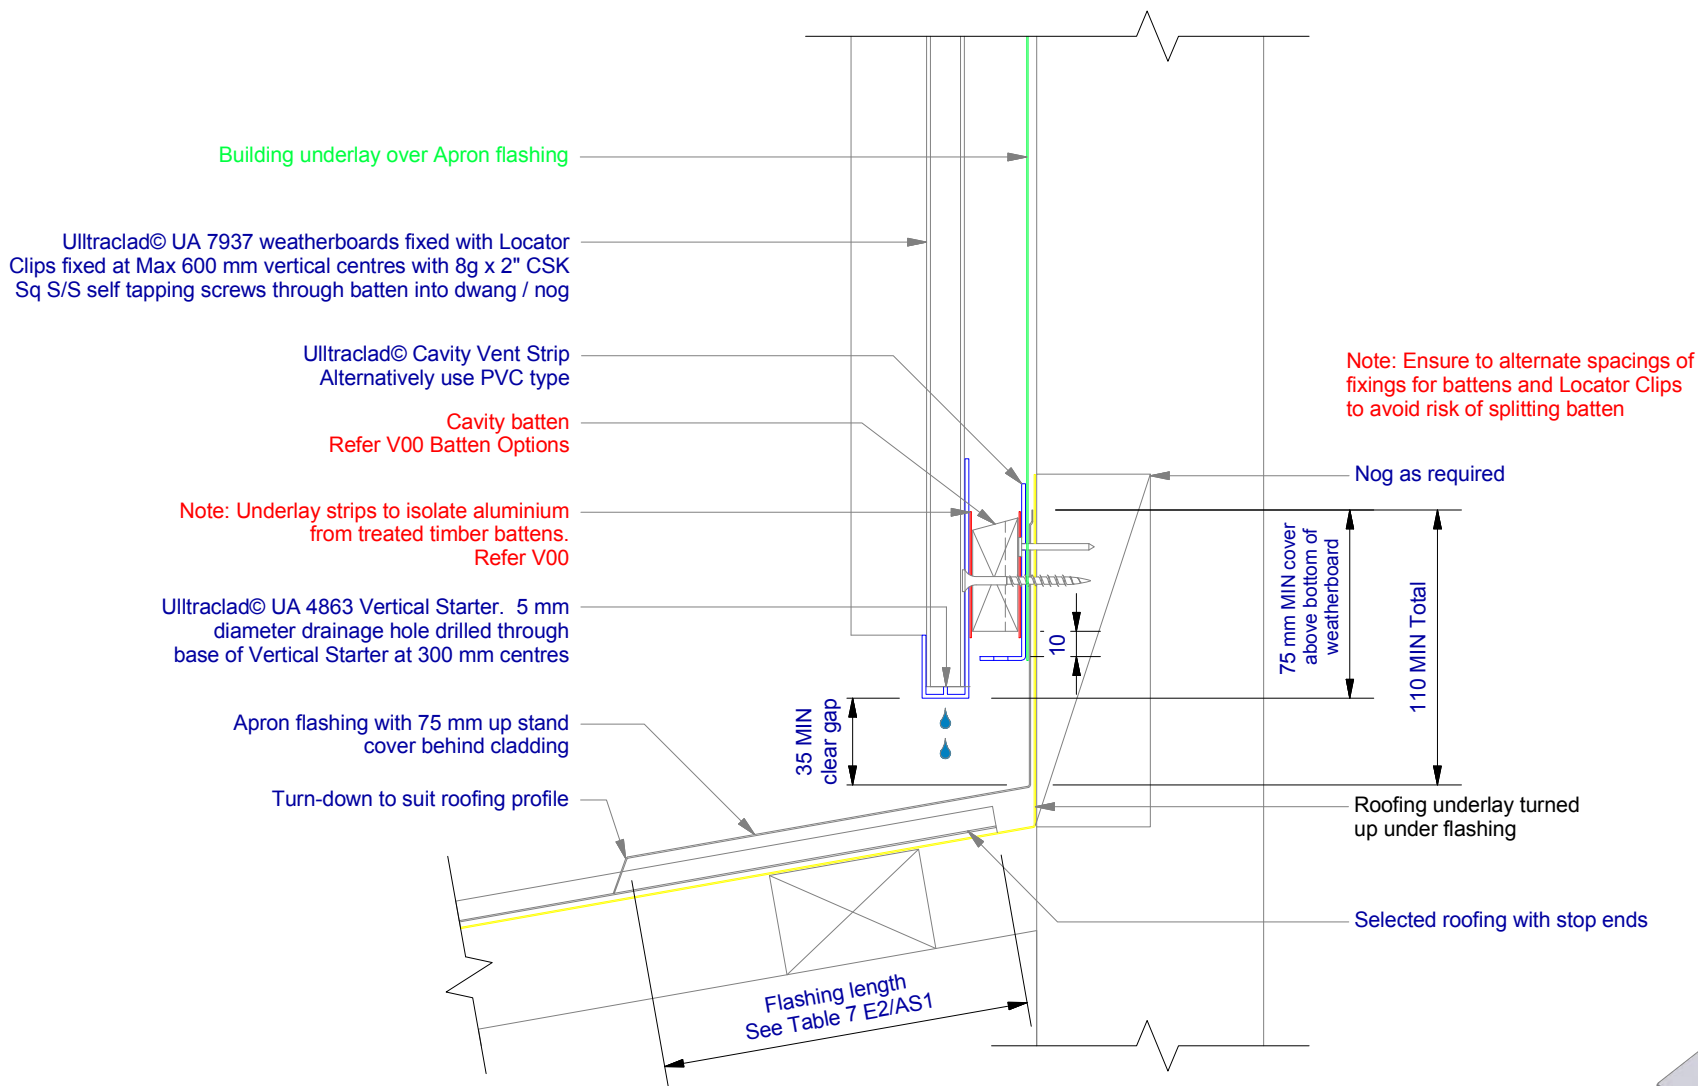 Building underlay over Apron flashing
Ulltraclad© UA 7937 weatherboards fixed with Locator
Clips fixed at Max 600 mm vertical centres with 8g x 2" CSK
Sq S/S self tapping screws through batten into dwang / nog
Ulltraclad© Cavity Vent Strip
Alternatively use PVC type
Cavity batten
Refer V00 Batten Options
Note: Underlay strips to isolate aluminium
from treated timber battens.
Refer V00
Ulltraclad© UA 4863 Vertical Starter.  5 mm
diameter drainage hole drilled through
base of Vertical Starter at 300 mm centres
Apron flashing with 75 mm up stand
cover behind cladding
Turn-down to suit roofing profile
35 MIN
clear gap
10
75 mm MIN cover
above bottom of
weatherboard
110 MIN Total
Note: Ensure to alternate spacings of
fixings for battens and Locator Clips
to avoid risk of splitting batten
Nog as required
Roofing underlay turned
up under flashing
Selected roofing with stop ends
Flashing length
See Table 7 E2/AS1